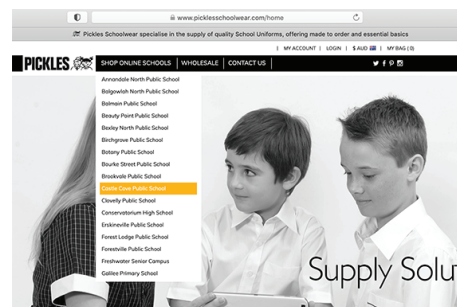 www.picklesschoolwear.com/home
Pickles Schoolwear specialise in the supply of quality School Uniforms, offering made to order and essential basics
| MY ACCOUNT | LOGIN | $ AUD | MY BAG (0)
PICKLES
SHOP ONLINE SCHOOLS | WHOLESALE | CONTACT US |
Annandale North Public School
Balgowlah North Public School
Balmain Public School
Beauty Point Public School
Bexley North Public School
Birchgrove Public School
Botany Public School
Bourke Street Public School
Brookvale Public School
Castle Cove Public School
Clovelly Public School
Conservatorium High School
Erskineville Public School
Forest Lodge Public School
Forestville Public School
Freshwater Senior Campus
Galilee Primary School
Supply Solu